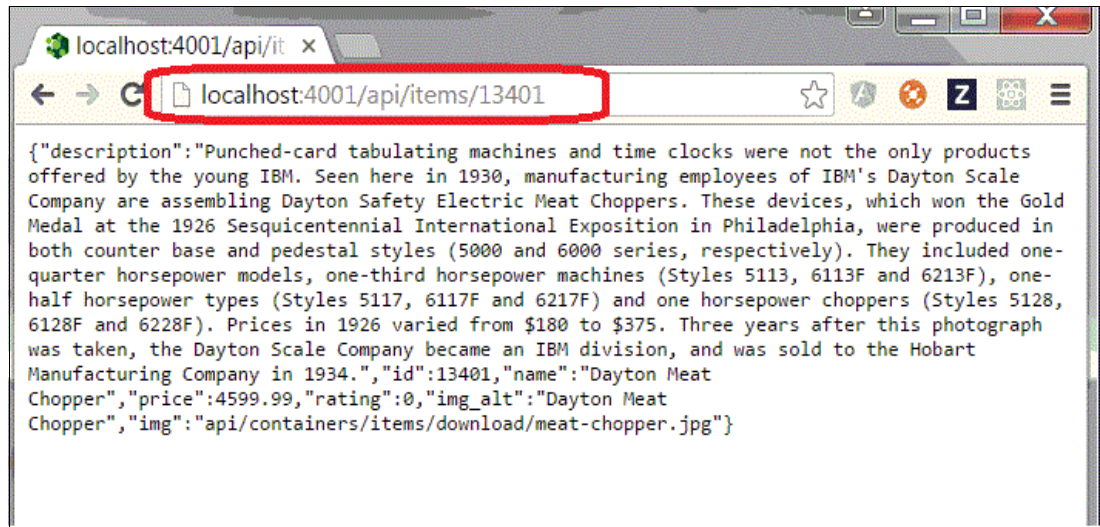 localhost:4001/api/it
localhost:4001/api/items/13401
Z
{"description":"Punched-card tabulating machines and time clocks were not the only products
offered by the young IBM. Seen here in 1930, manufacturing employees of IBM's Dayton Scale
Company are assembling Dayton Safety Electric Meat Choppers. These devices, which won the Gold
Medal at the 1926 Sesquicentennial International Exposition in Philadelphia, were produced in
both counter base and pedestal styles (5000 and 6000 series, respectively). They included one-
quarter horsepower models, one-third horsepower machines (Styles 5113, 6113F and 6213F), one-
half horsepower types (Styles 5117, 6117F and 6217F) and one horsepower choppers (Styles 5128,
6128F and 6228F). Prices in 1926 varied from $180 to $375. Three years after this photograph
was taken, the Dayton Scale Company became an IBM division, and was sold to the Hobart
Manufacturing Company in 1934.","id":13401,"name":"Dayton Meat
Chopper","price":4599.99,"rating":0,"img_alt":"Dayton Meat
Chopper","img":"api/containers/items/download/meat-chopper.jpg"}